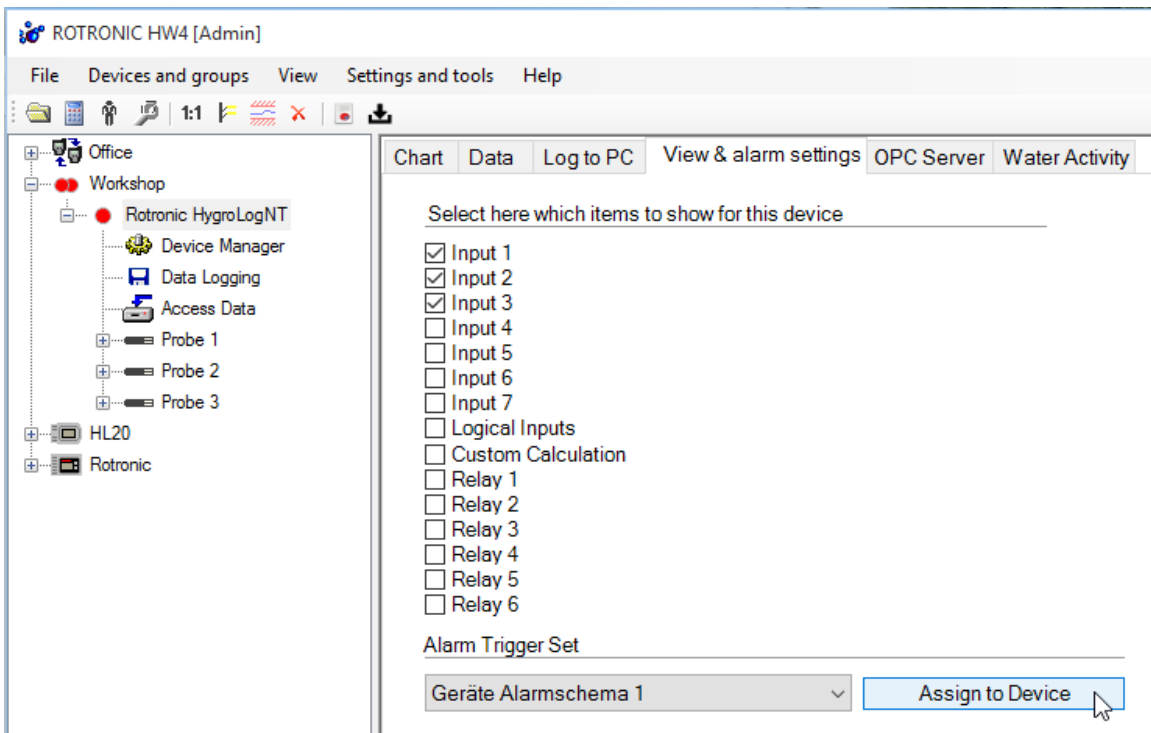 ROTRONIC HW4 [Admin]
File Devices and groups View Settings and tools Help
1:1
Office
Workshop
Rotronic HygroLogNT
Device Manager
Data Logging
Access Data
Probe 1
Probe 2
Probe 3
HL20
Rotronic
Chart Data Log to PC View & alarm settings OPC Server Water Activity
Select here which items to show for this device
Input 1
Input 2
Input 3
Input 4
Input 5
Input 6
Input 7
Logical Inputs
Custom Calculation
Relay 1
Relay 2
Relay 3
Relay 4
Relay 5
Relay 6
Alarm Trigger Set
Geräte Alarmschema 1 Assign to Device